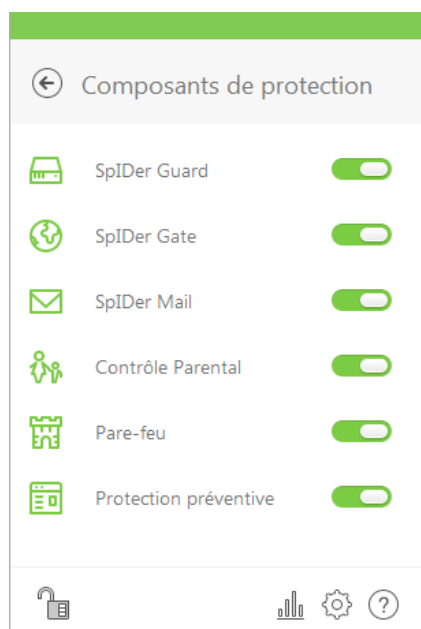 Composants de protection
SpIDer Guard
SpIDer Gate
SpIDer Mail
Contrôle Parental
Pare-feu
Protection préventive
?